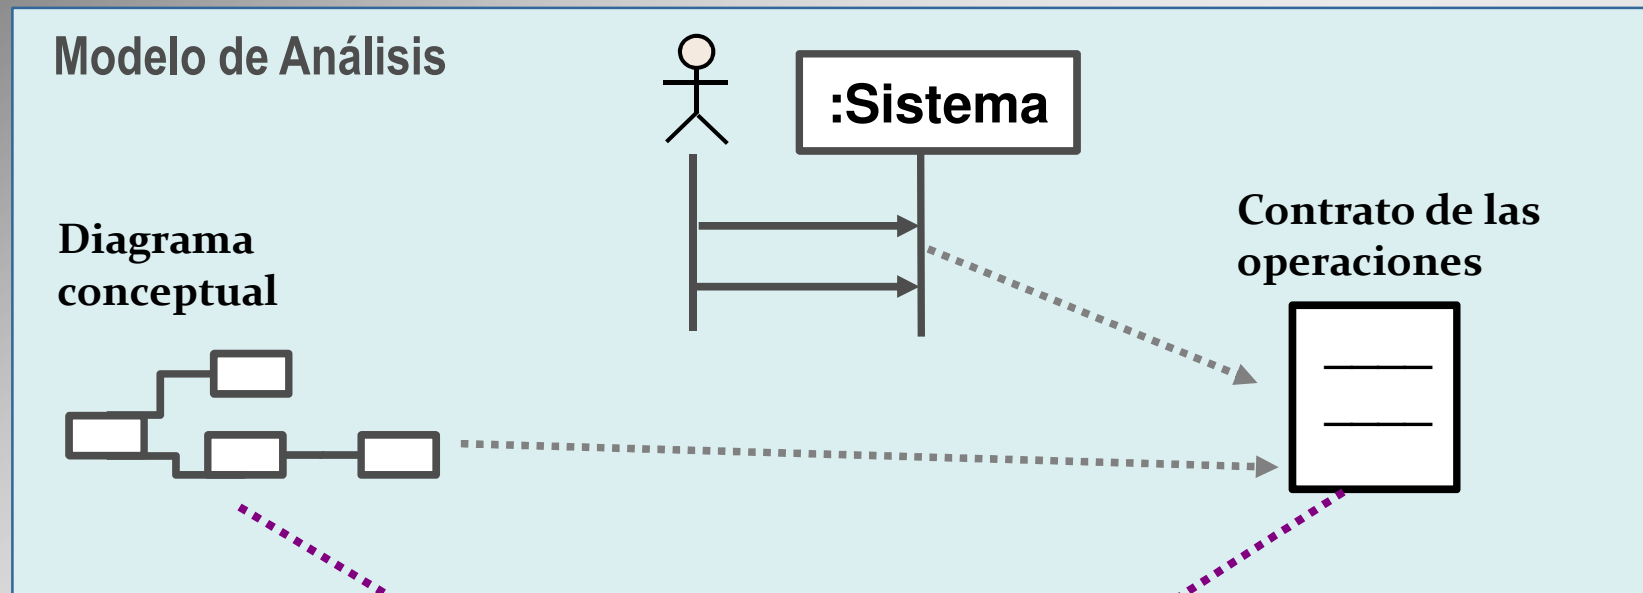 Modelo de Análisis
:Sistema
Diagrama
conceptual
Contrato de las
operaciones